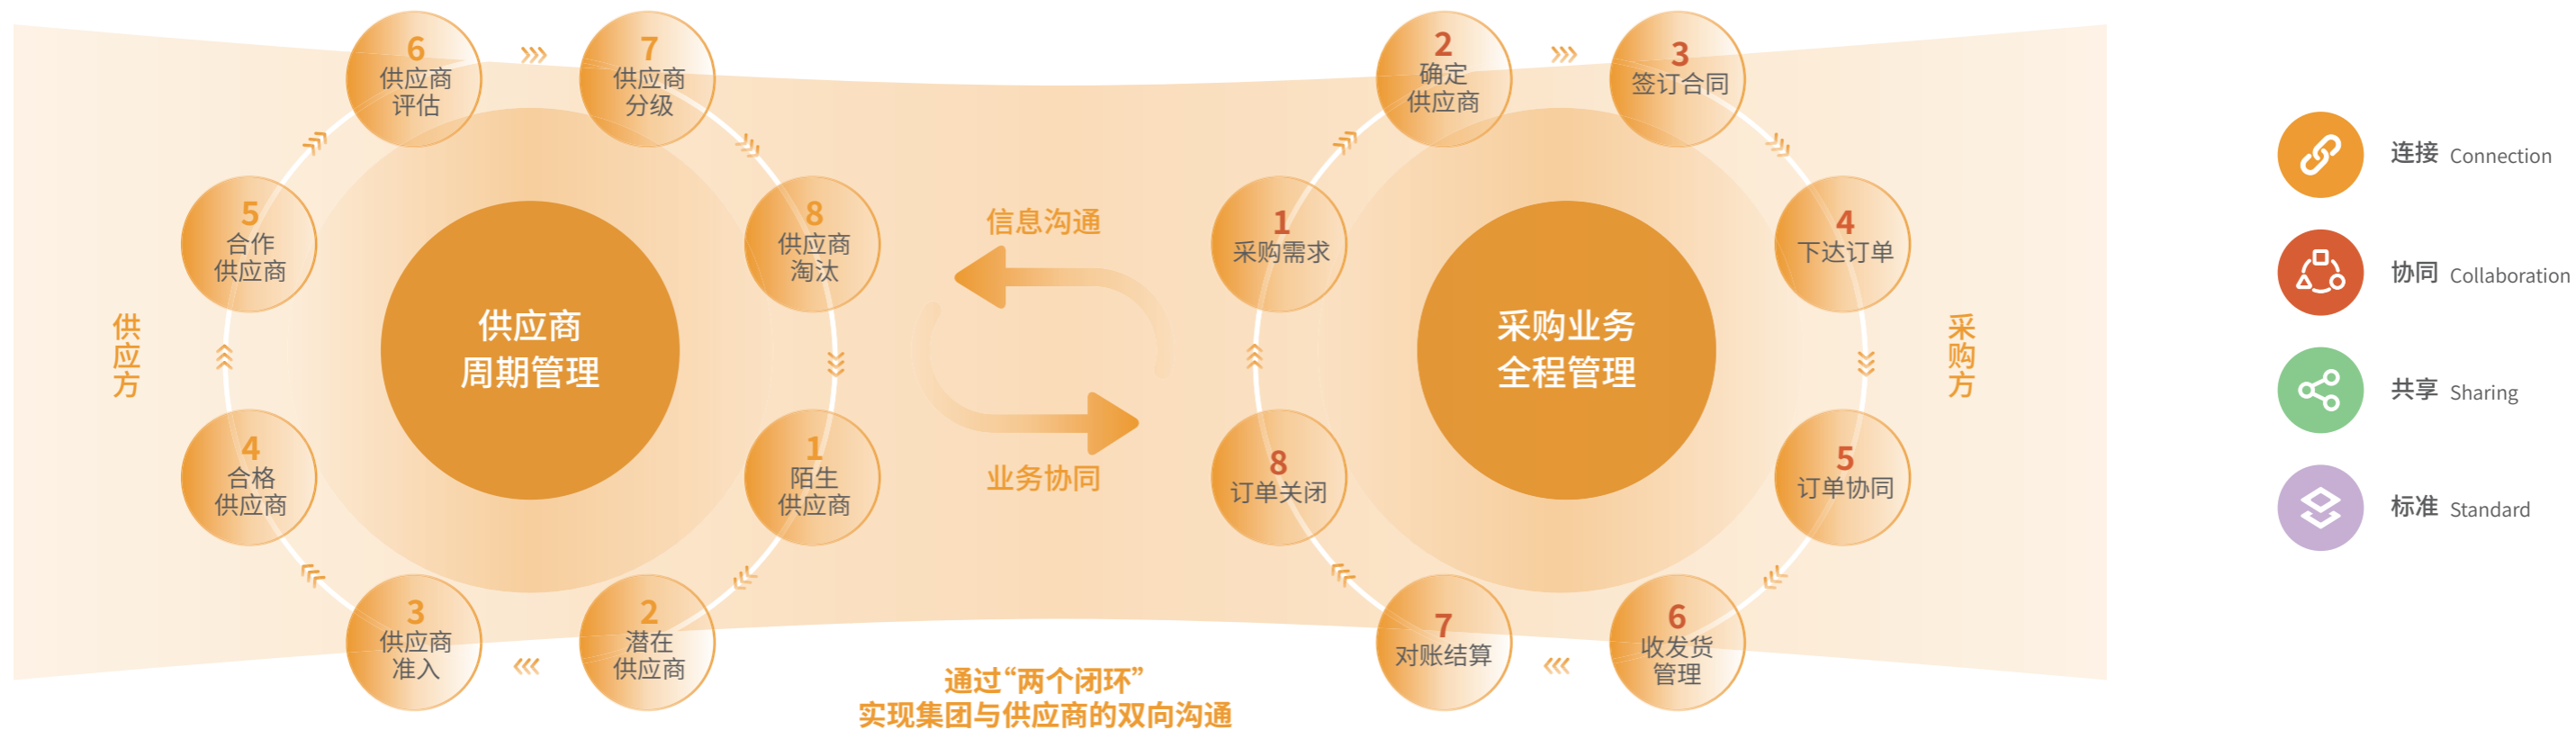 供应方
供应商
周期管理
1
陌生
供应商
2
潜在
供应商
3
供应商
准入
4
合格
供应商
5
合作
供应商
6
供应商
评估
7
供应商
分级
8
供应商
淘汰
信息沟通
业务协同
通过“两个闭环”
实现集团与供应商的双向沟通
采购业务
全程管理
1
采购需求
2
确定
供应商
3
签订合同
4
下达订单
5
订单协同
6
收发货
管理
7
对账结算
8
订单关闭
采购方
连接 Connection
协同 Collaboration
共享 Sharing
标准 Standard